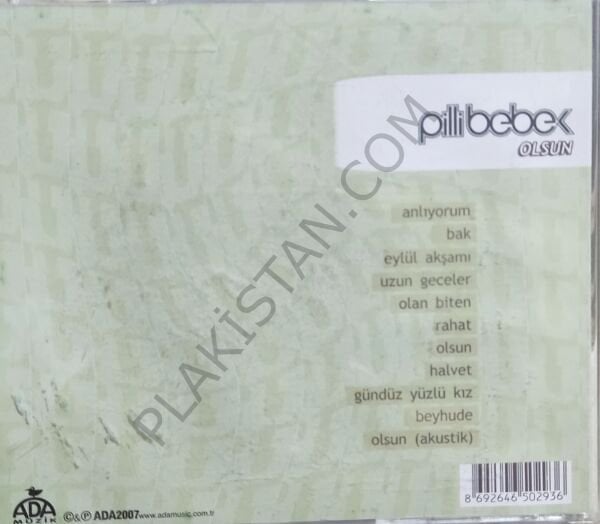 pilli bebek
OLSUN
anlıyorum
bak
eylül akşamı
uzun geceler
olan biten
rahat
olsun
halvet
gündüz yüzlü kız
beyhude
olsun (akustik)
PLAKİSTAN.COM
8 692646 502936
ADA
MÜZİK
©&℗ ADA2007 www.adamusic.com.tr